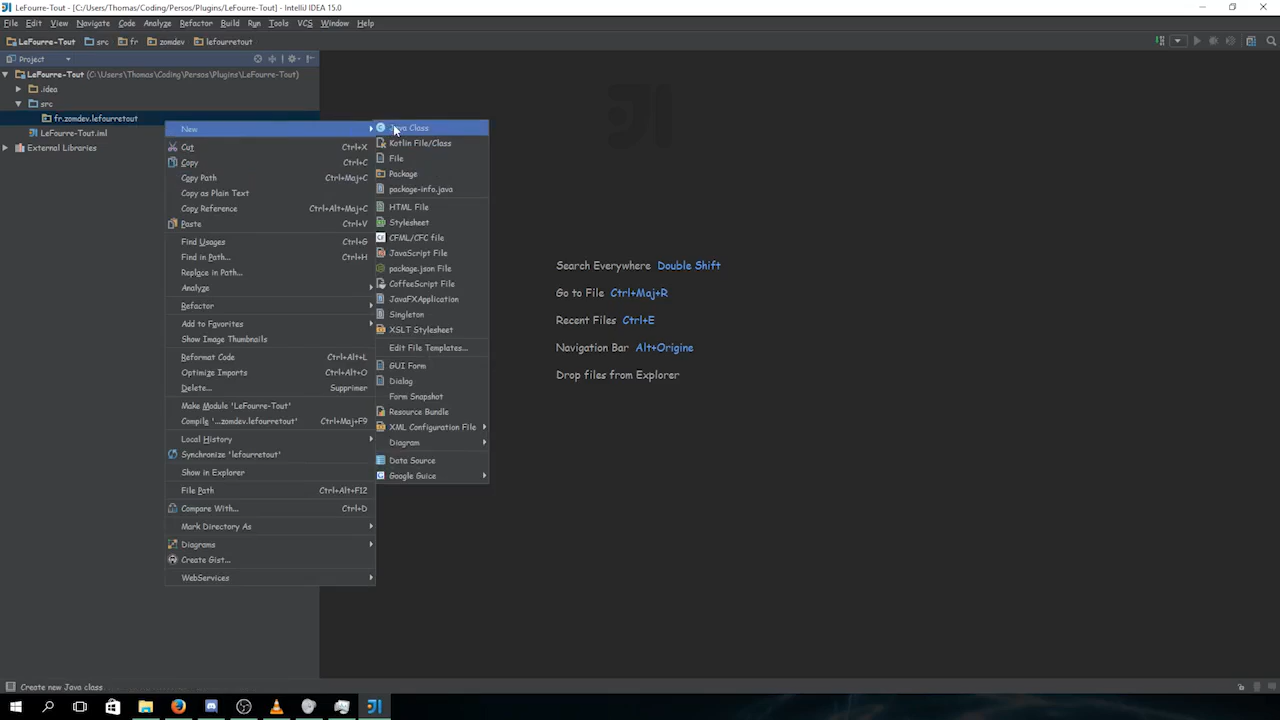 LeFourre-Tout - [C:/Users/Thomas/Coding/Persos/Plugins/LeFourre-Tout] - IntelliJ IDEA 15.0
File Edit View Navigate Code Analyze Refactor Build Run Tools VCS Window Help
LeFourre-Tout src fr zomdev lefourretout
Project
LeFourre-Tout (C:\Users\Thomas\Coding\Persos\Plugins\LeFourre-Tout)
.idea
src
fr.zomdev.lefourretout
LeFourre-Tout.iml
External Libraries
New
Cut Ctrl+X
Copy Ctrl+C
Copy Path Ctrl+Maj+C
Copy as Plain Text
Copy Reference Ctrl+Alt+Maj+C
Paste Ctrl+V
Find Usages Ctrl+G
Find in Path... Ctrl+H
Replace in Path...
Analyze
Refactor
Add to Favorites
Show Image Thumbnails
Reformat Code Ctrl+Alt+L
Optimize Imports Ctrl+Alt+O
Delete... Supprimer
Make Module 'LeFourre-Tout'
Compile '...zomdev.lefourretout' Ctrl+Maj+F9
Local History
Synchronize 'lefourretout'
Show in Explorer
File Path Ctrl+Alt+F12
Compare With... Ctrl+D
Mark Directory As
Diagrams
Create Gist...
WebServices
Java Class
Kotlin File/Class
File
Package
package-info.java
HTML File
Stylesheet
CFML/CFC file
JavaScript File
package.json File
CoffeeScript File
JavaFXApplication
Singleton
XSLT Stylesheet
Edit File Templates...
GUI Form
Dialog
Form Snapshot
Resource Bundle
XML Configuration File
Diagram
Data Source
Google Guice
Search Everywhere Double Shift
Go to File Ctrl+Maj+R
Recent Files Ctrl+E
Navigation Bar Alt+Origine
Drop files from Explorer
Create new Java class